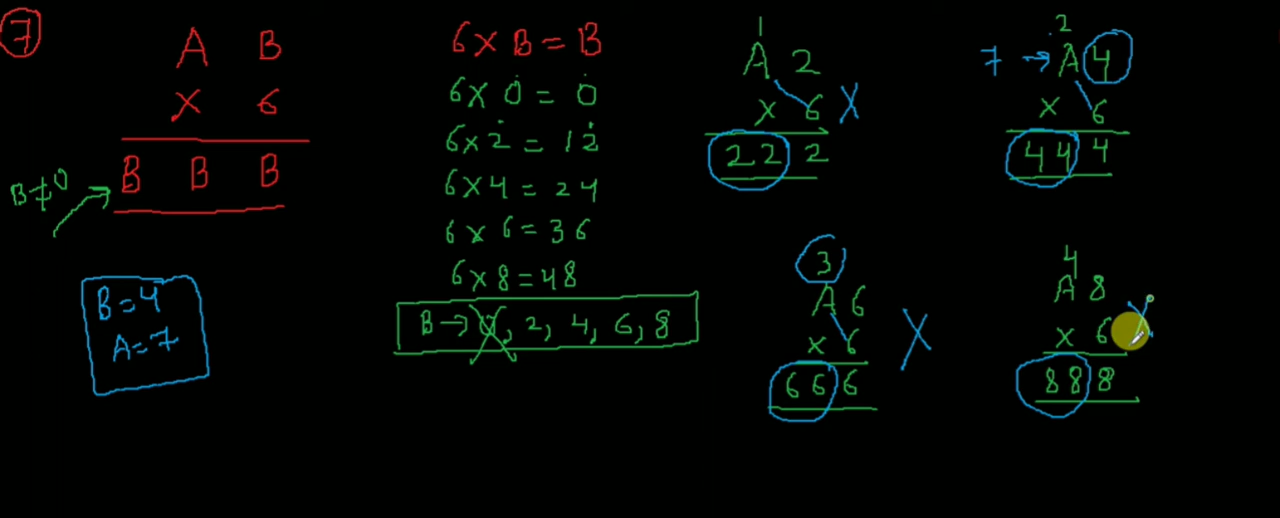 7
A B
× 6
B B B
B≠0
B=4
A=7
6 × B = B
6 × 0 = 0
6 × 2 = 12
6 × 4 = 24
6 × 6 = 36
6 × 8 = 48
B → 0, 2, 4, 6, 8
1
A 2
× 6 X
2 2 2
2
7 → A 4
× 6
4 4 4
3
A 6
× 6 X
6 6 6
4
A 8
× 6 X
8 8 8